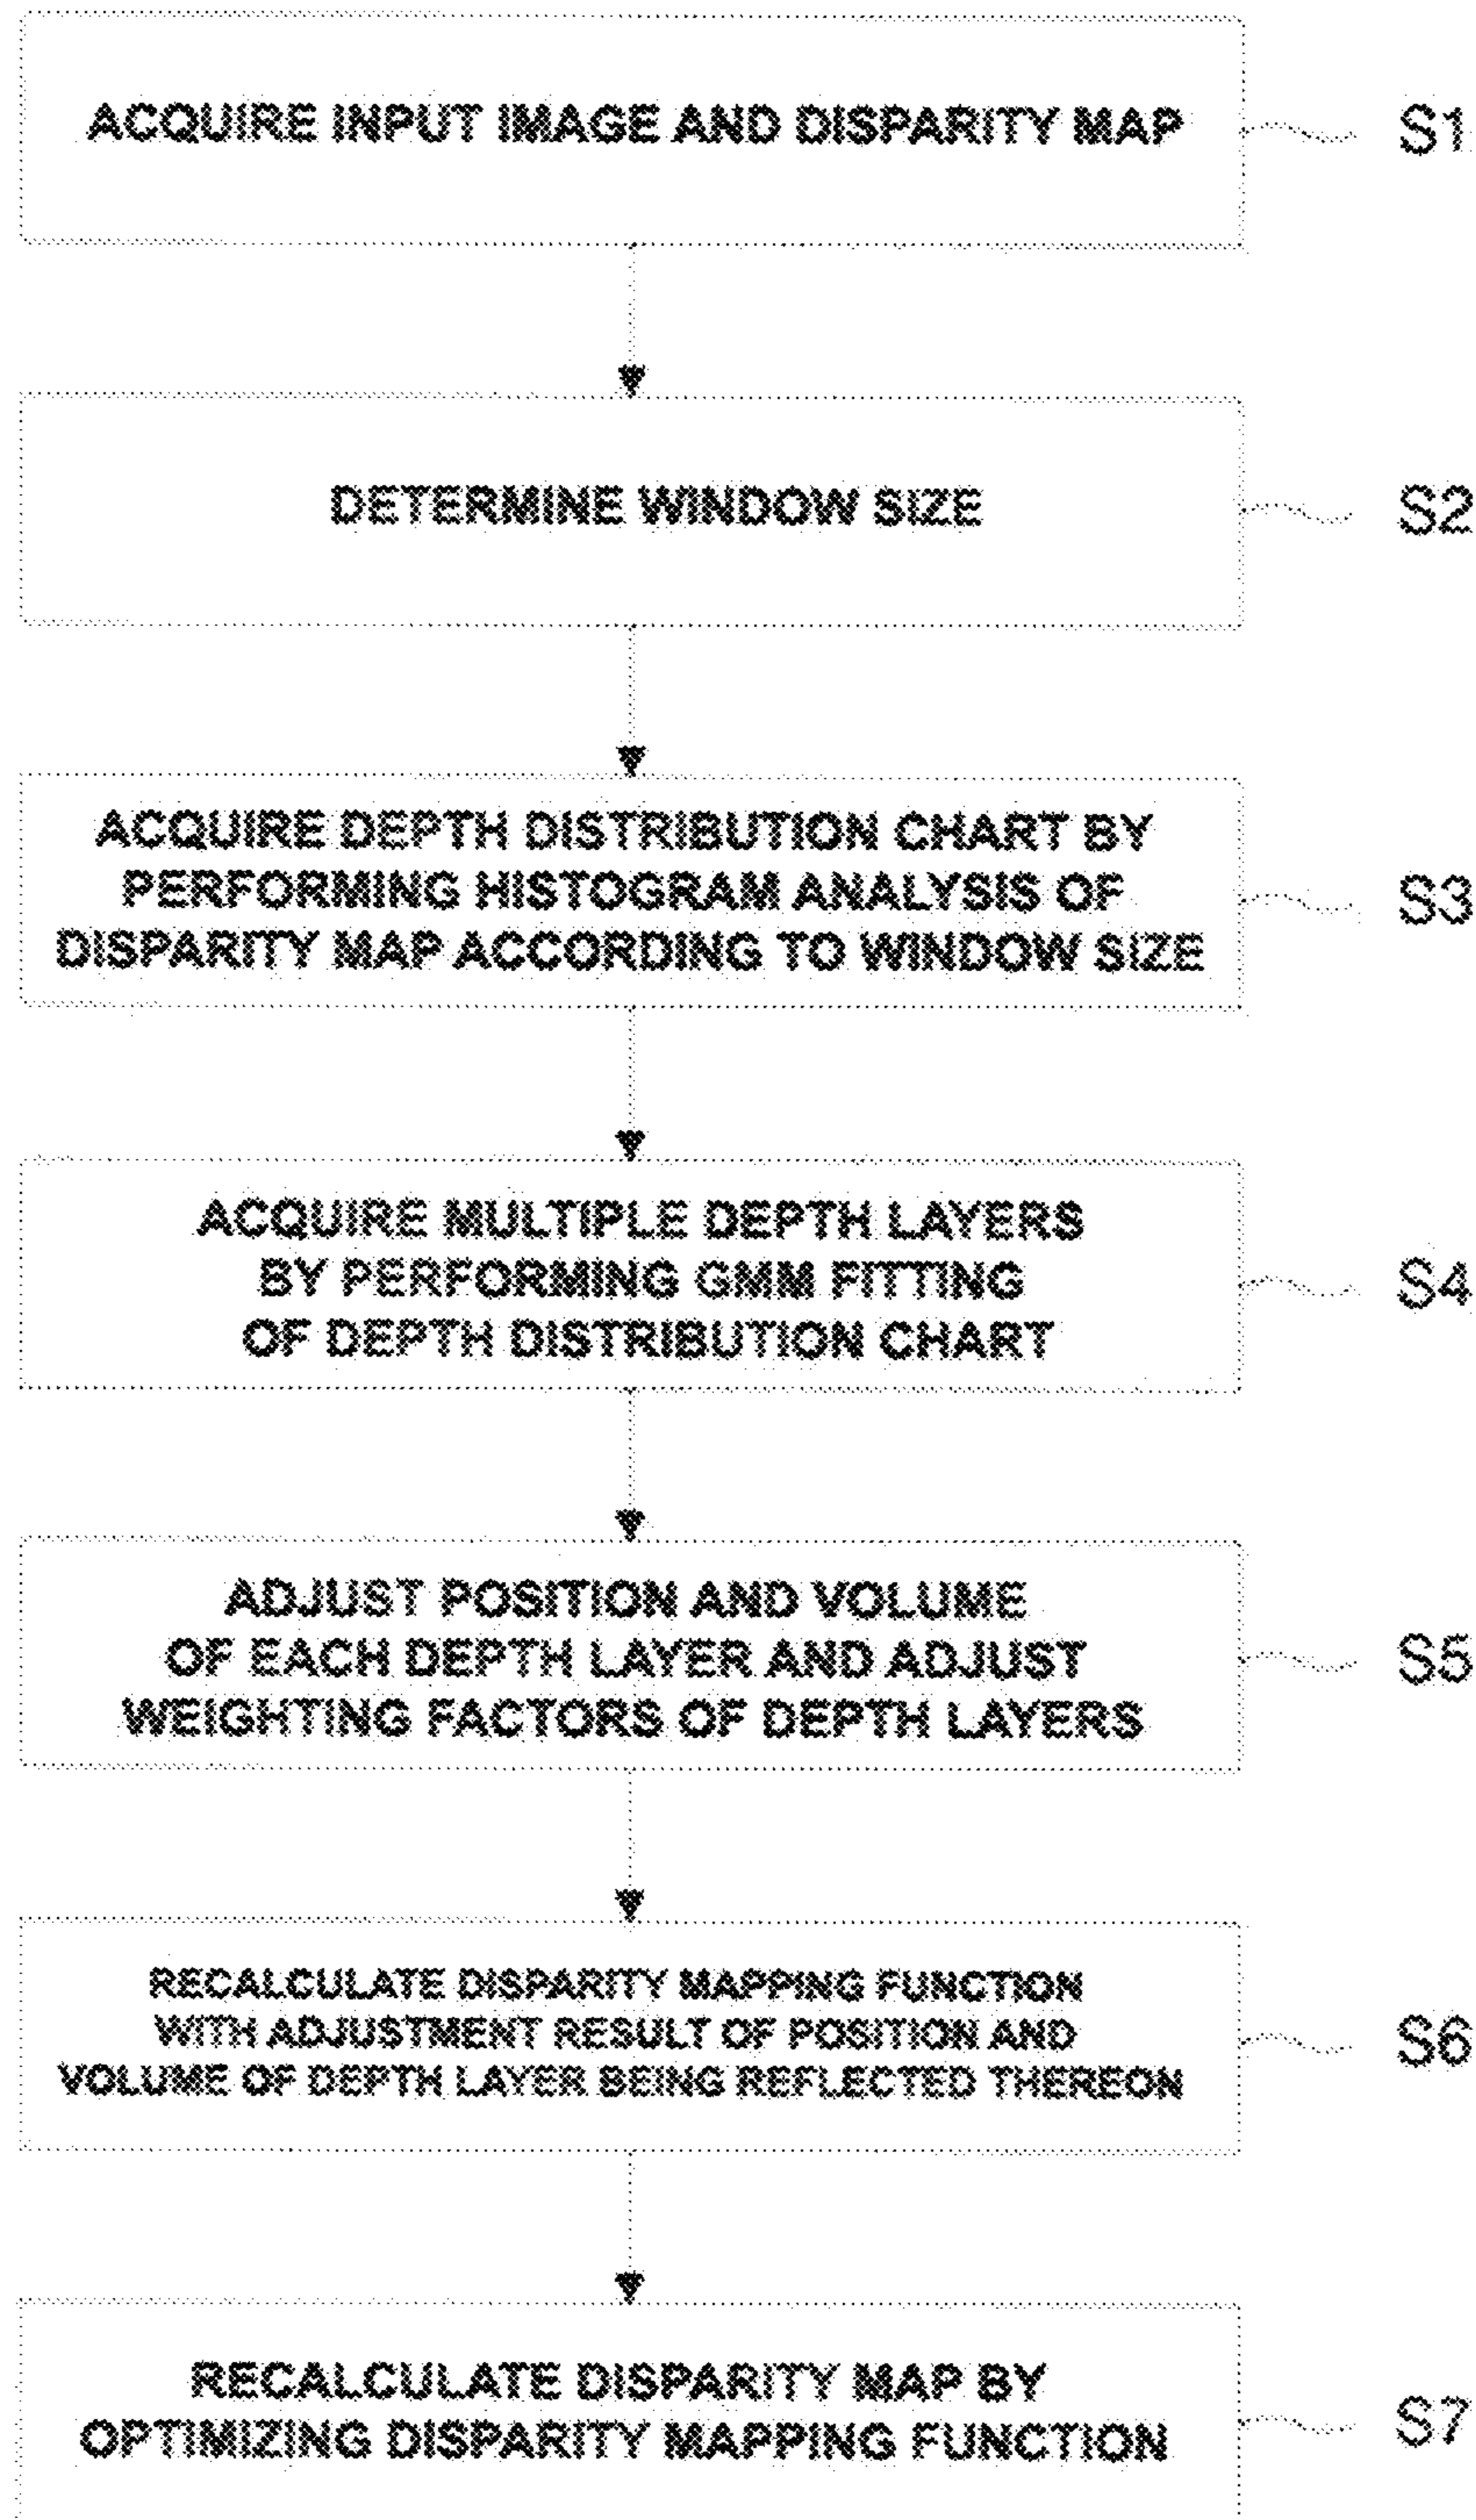 ACQUIRE INPUT IMAGE AND DISPARITY MAP
S1
DETERMINE WINDOW SIZE
S2
ACQUIRE DEPTH DISTRIBUTION CHART BY
PERFORMING HISTOGRAM ANALYSIS OF
DISPARITY MAP ACCORDING TO WINDOW SIZE
S3
ACQUIRE MULTIPLE DEPTH LAYERS
BY PERFORMING GMM FITTING
OF DEPTH DISTRIBUTION CHART
S4
ADJUST POSITION AND VOLUME
OF EACH DEPTH LAYER AND ADJUST
WEIGHTING FACTORS OF DEPTH LAYERS
S5
RECALCULATE DISPARITY MAPPING FUNCTION
WITH ADJUSTMENT RESULT OF POSITION AND
VOLUME OF DEPTH LAYER BEING REFLECTED THEREON
S6
RECALCULATE DISPARITY MAP BY
OPTIMIZING DISPARITY MAPPING FUNCTION
S7